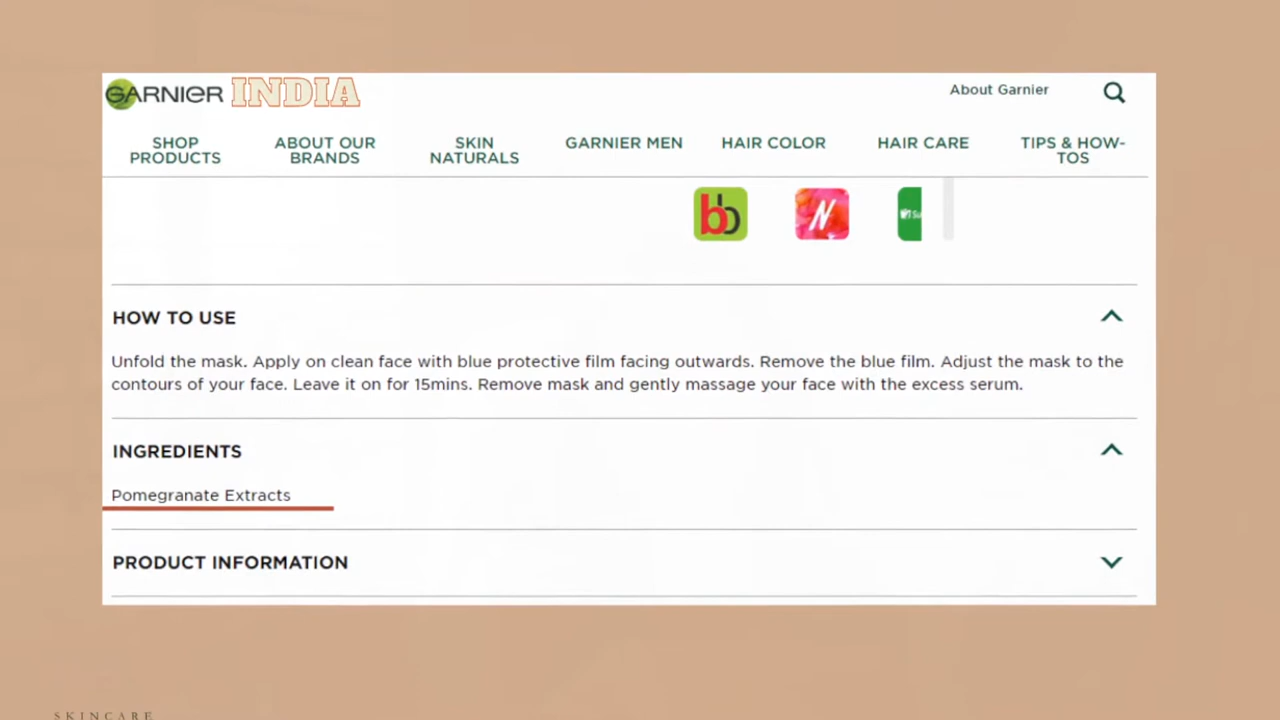 GARNIER INDIA
About Garnier
SHOP PRODUCTS
ABOUT OUR BRANDS
SKIN NATURALS
GARNIER MEN
HAIR COLOR
HAIR CARE
TIPS & HOW-TOS
bb
N
Su
HOW TO USE
Unfold the mask. Apply on clean face with blue protective film facing outwards. Remove the blue film. Adjust the mask to the
contours of your face. Leave it on for 15mins. Remove mask and gently massage your face with the excess serum.
INGREDIENTS
Pomegranate Extracts
PRODUCT INFORMATION
SKINCARE